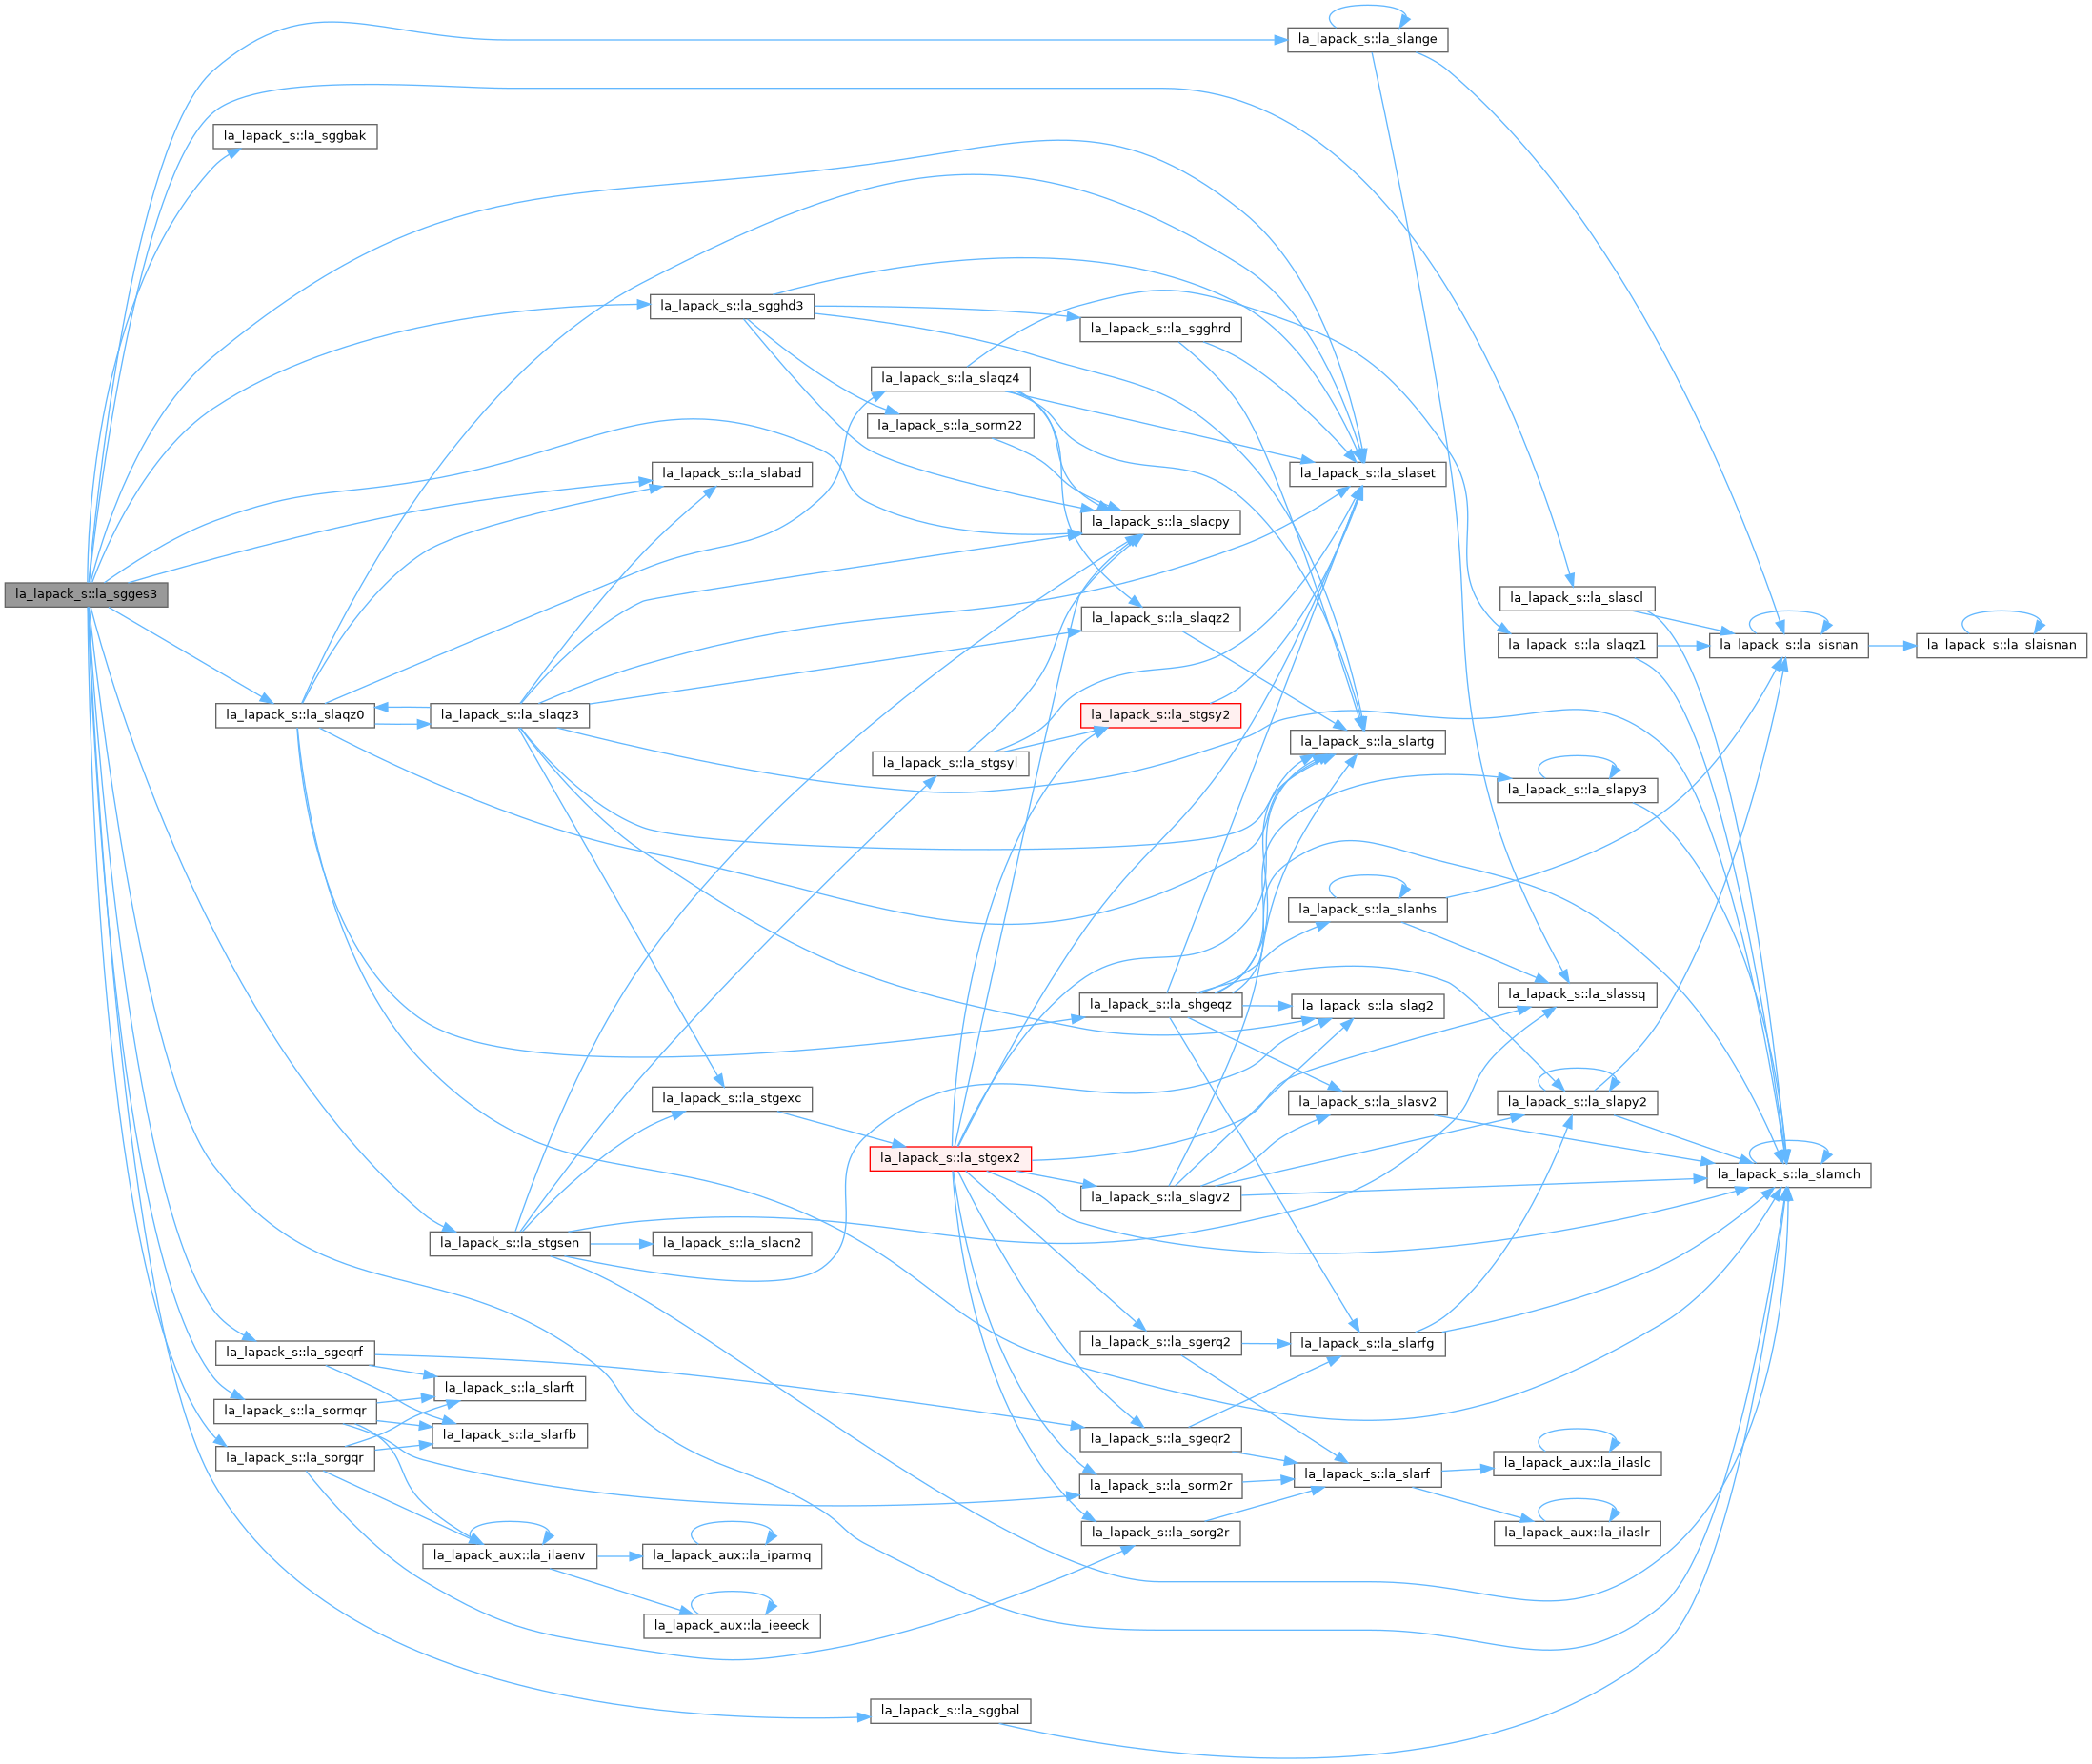 la_lapack_s::la_slange
la_lapack_s::la_sggbak
la_lapack_s::la_sgghd3
la_lapack_s::la_sgghrd
la_lapack_s::la_slaqz4
la_lapack_s::la_sorm22
la_lapack_s::la_slabad
la_lapack_s::la_slaset
la_lapack_s::la_slacpy
la_lapack_s::la_sgges3
la_lapack_s::la_slascl
la_lapack_s::la_slaqz2
la_lapack_s::la_slaqz1
la_lapack_s::la_sisnan
la_lapack_s::la_slaisnan
la_lapack_s::la_slaqz0
la_lapack_s::la_slaqz3
la_lapack_s::la_stgsy2
la_lapack_s::la_slartg
la_lapack_s::la_stgsyl
la_lapack_s::la_slapy3
la_lapack_s::la_slanhs
la_lapack_s::la_slassq
la_lapack_s::la_shgeqz
la_lapack_s::la_slag2
la_lapack_s::la_stgexc
la_lapack_s::la_slasv2
la_lapack_s::la_slapy2
la_lapack_s::la_stgex2
la_lapack_s::la_slamch
la_lapack_s::la_slagv2
la_lapack_s::la_stgsen
la_lapack_s::la_slacn2
la_lapack_s::la_sgerq2
la_lapack_s::la_slarfg
la_lapack_s::la_sgeqrf
la_lapack_s::la_slarft
la_lapack_s::la_sormqr
la_lapack_s::la_slarfb
la_lapack_s::la_sgeqr2
la_lapack_s::la_sorgqr
la_lapack_aux::la_ilaslc
la_lapack_s::la_slarf
la_lapack_s::la_sorm2r
la_lapack_s::la_sorg2r
la_lapack_aux::la_ilaslr
la_lapack_aux::la_ilaenv
la_lapack_aux::la_iparmq
la_lapack_aux::la_ieeeck
la_lapack_s::la_sggbal